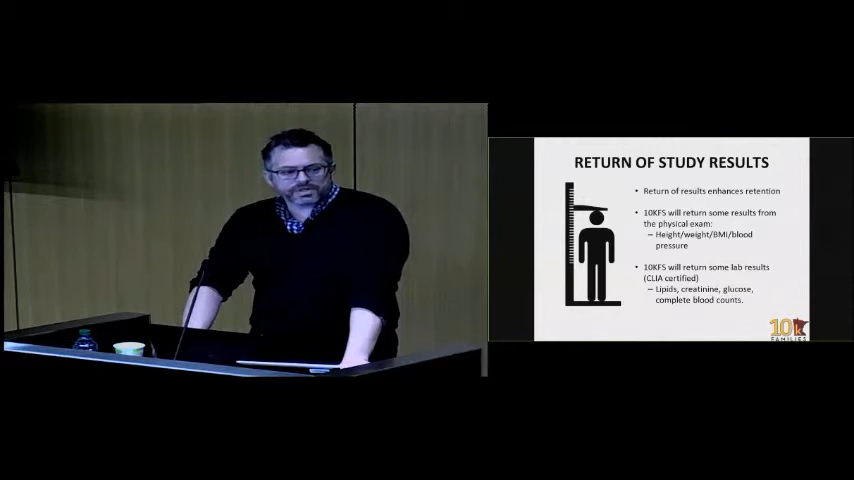 RETURN OF STUDY RESULTS
• Return of results enhances retention
• 10KFS will return some results from
the physical exam:
– Height/weight/BMI/blood
pressure
• 10KFS will return some lab results
(CLIA certified)
– Lipids, creatinine, glucose,
complete blood counts.
10K
FAMILIES